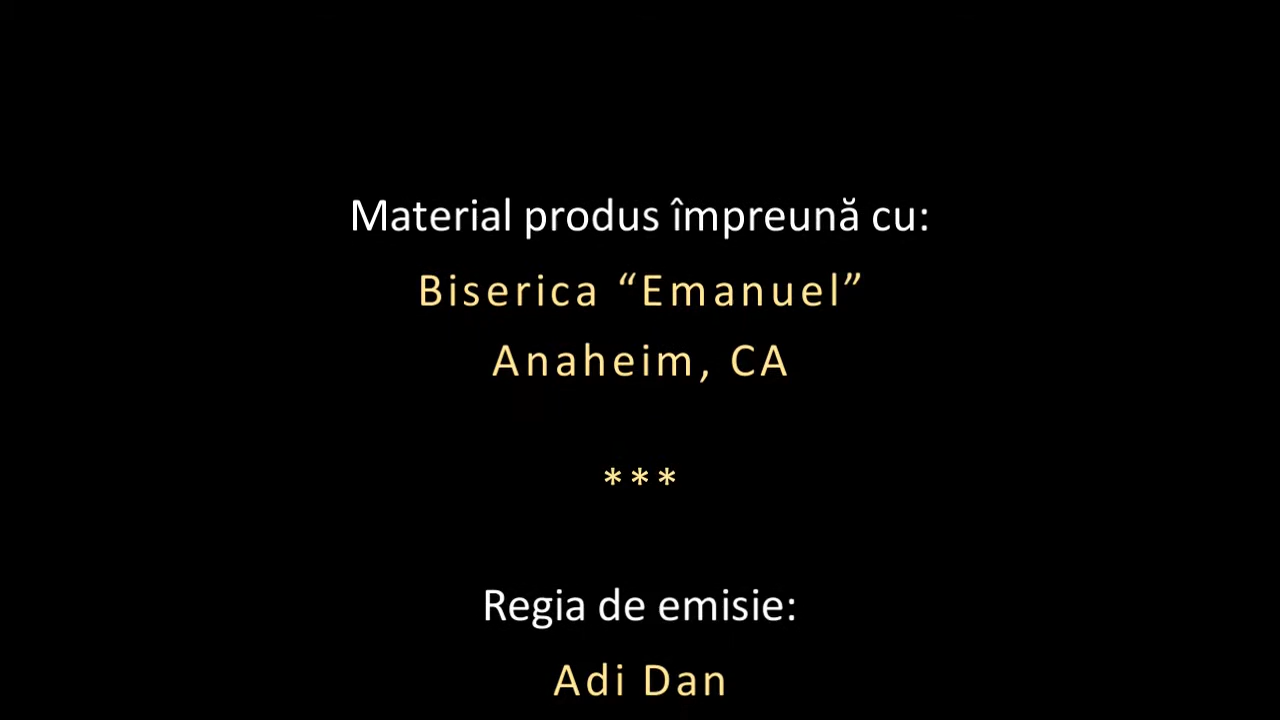 Material produs împreună cu:
Biserica “Emanuel”
Anaheim, CA
***
Regia de emisie:
Adi Dan